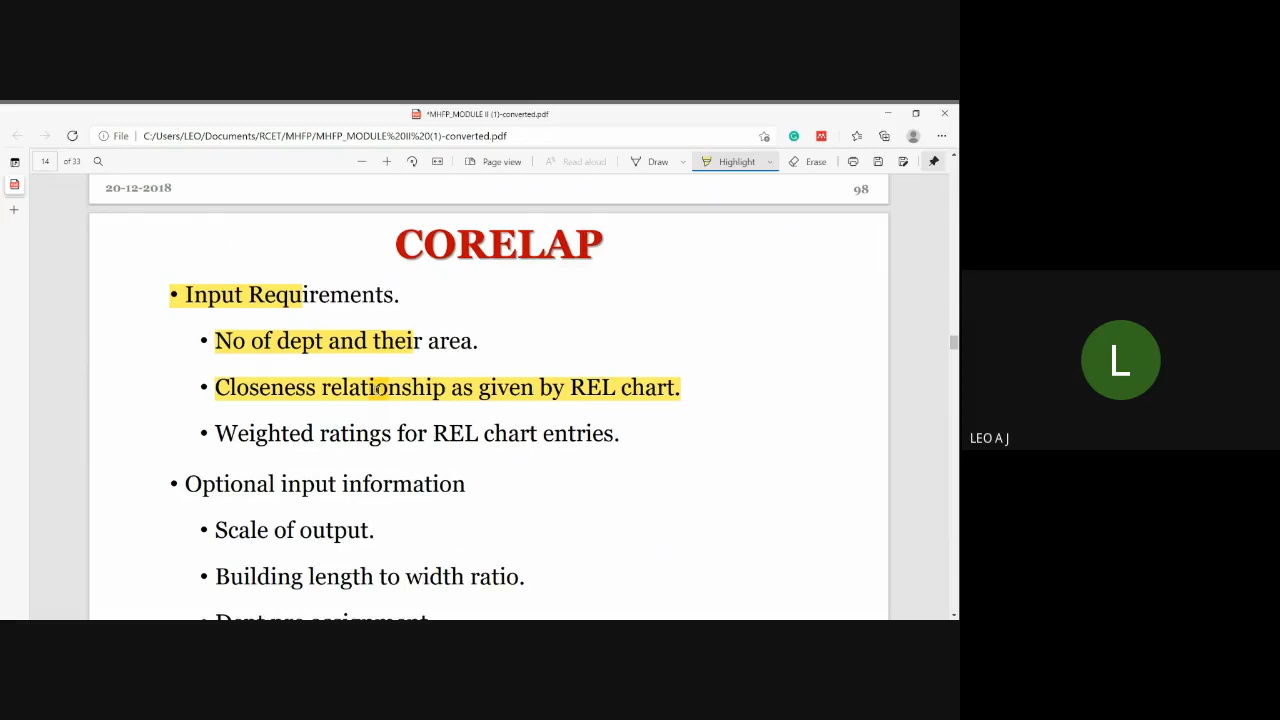 *MHFP_MODULE II (1)-converted.pdf
File C:/Users/LEO/Documents/RCET/MHFP/MHFP_MODULE%20II%20(1)-converted.pdf
14 of 33 Page view Read aloud Draw Highlight Erase
20-12-2018 98
CORELAP
• Input Requirements.
• No of dept and their area.
• Closeness relationship as given by REL chart.
• Weighted ratings for REL chart entries.
• Optional input information
• Scale of output.
• Building length to width ratio.
L
LEO A J